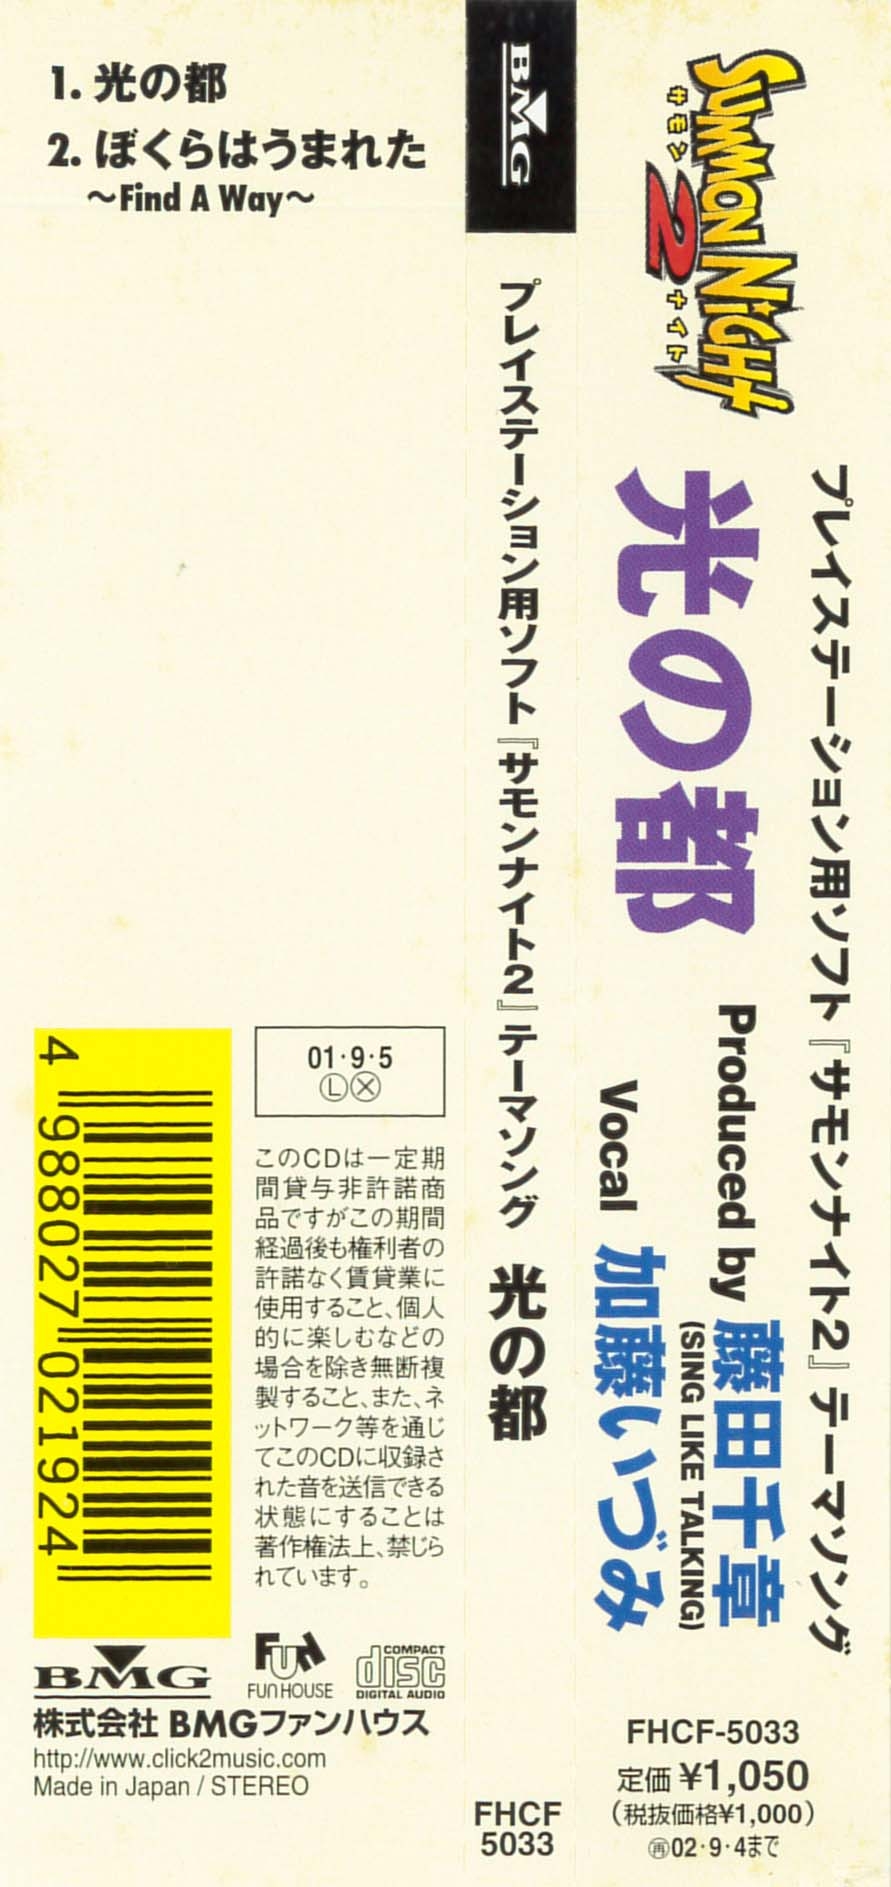 1. 光の都
2. ぼくらはうまれた
〜Find A Way〜
4 988027 021924
01・9・5
Ⓛ Ⓧ
このCDは一定期
間貸与非許諾商
品ですがこの期間
経過後も権利者の
許諾なく賃貸業に
使用すること、個人
的に楽しむなどの
場合を除き無断複
製すること、また、ネ
ットワーク等を通じ
てこのCDに収録さ
れた音を送信できる
状態にすることは
著作権法上、禁じら
れています。
BMG
FUN HOUSE
COMPACT
disc
DIGITAL AUDIO
株式会社 BMGファンハウス
http://www.click2music.com
Made in Japan / STEREO
BMG
プレイステーション用ソフト『サモンナイト2』テーマソング 光の都
FHCF
5033
SUMMON NIGHT
2
サモン ナイト
プレイステーション用ソフト『サモンナイト2』テーマソング
光の都
Produced by 藤田千章
(SING LIKE TALKING)
Vocal 加藤いづみ
FHCF-5033
定価 ¥1,050
(税抜価格¥1,000)
㊢02・9・4まで